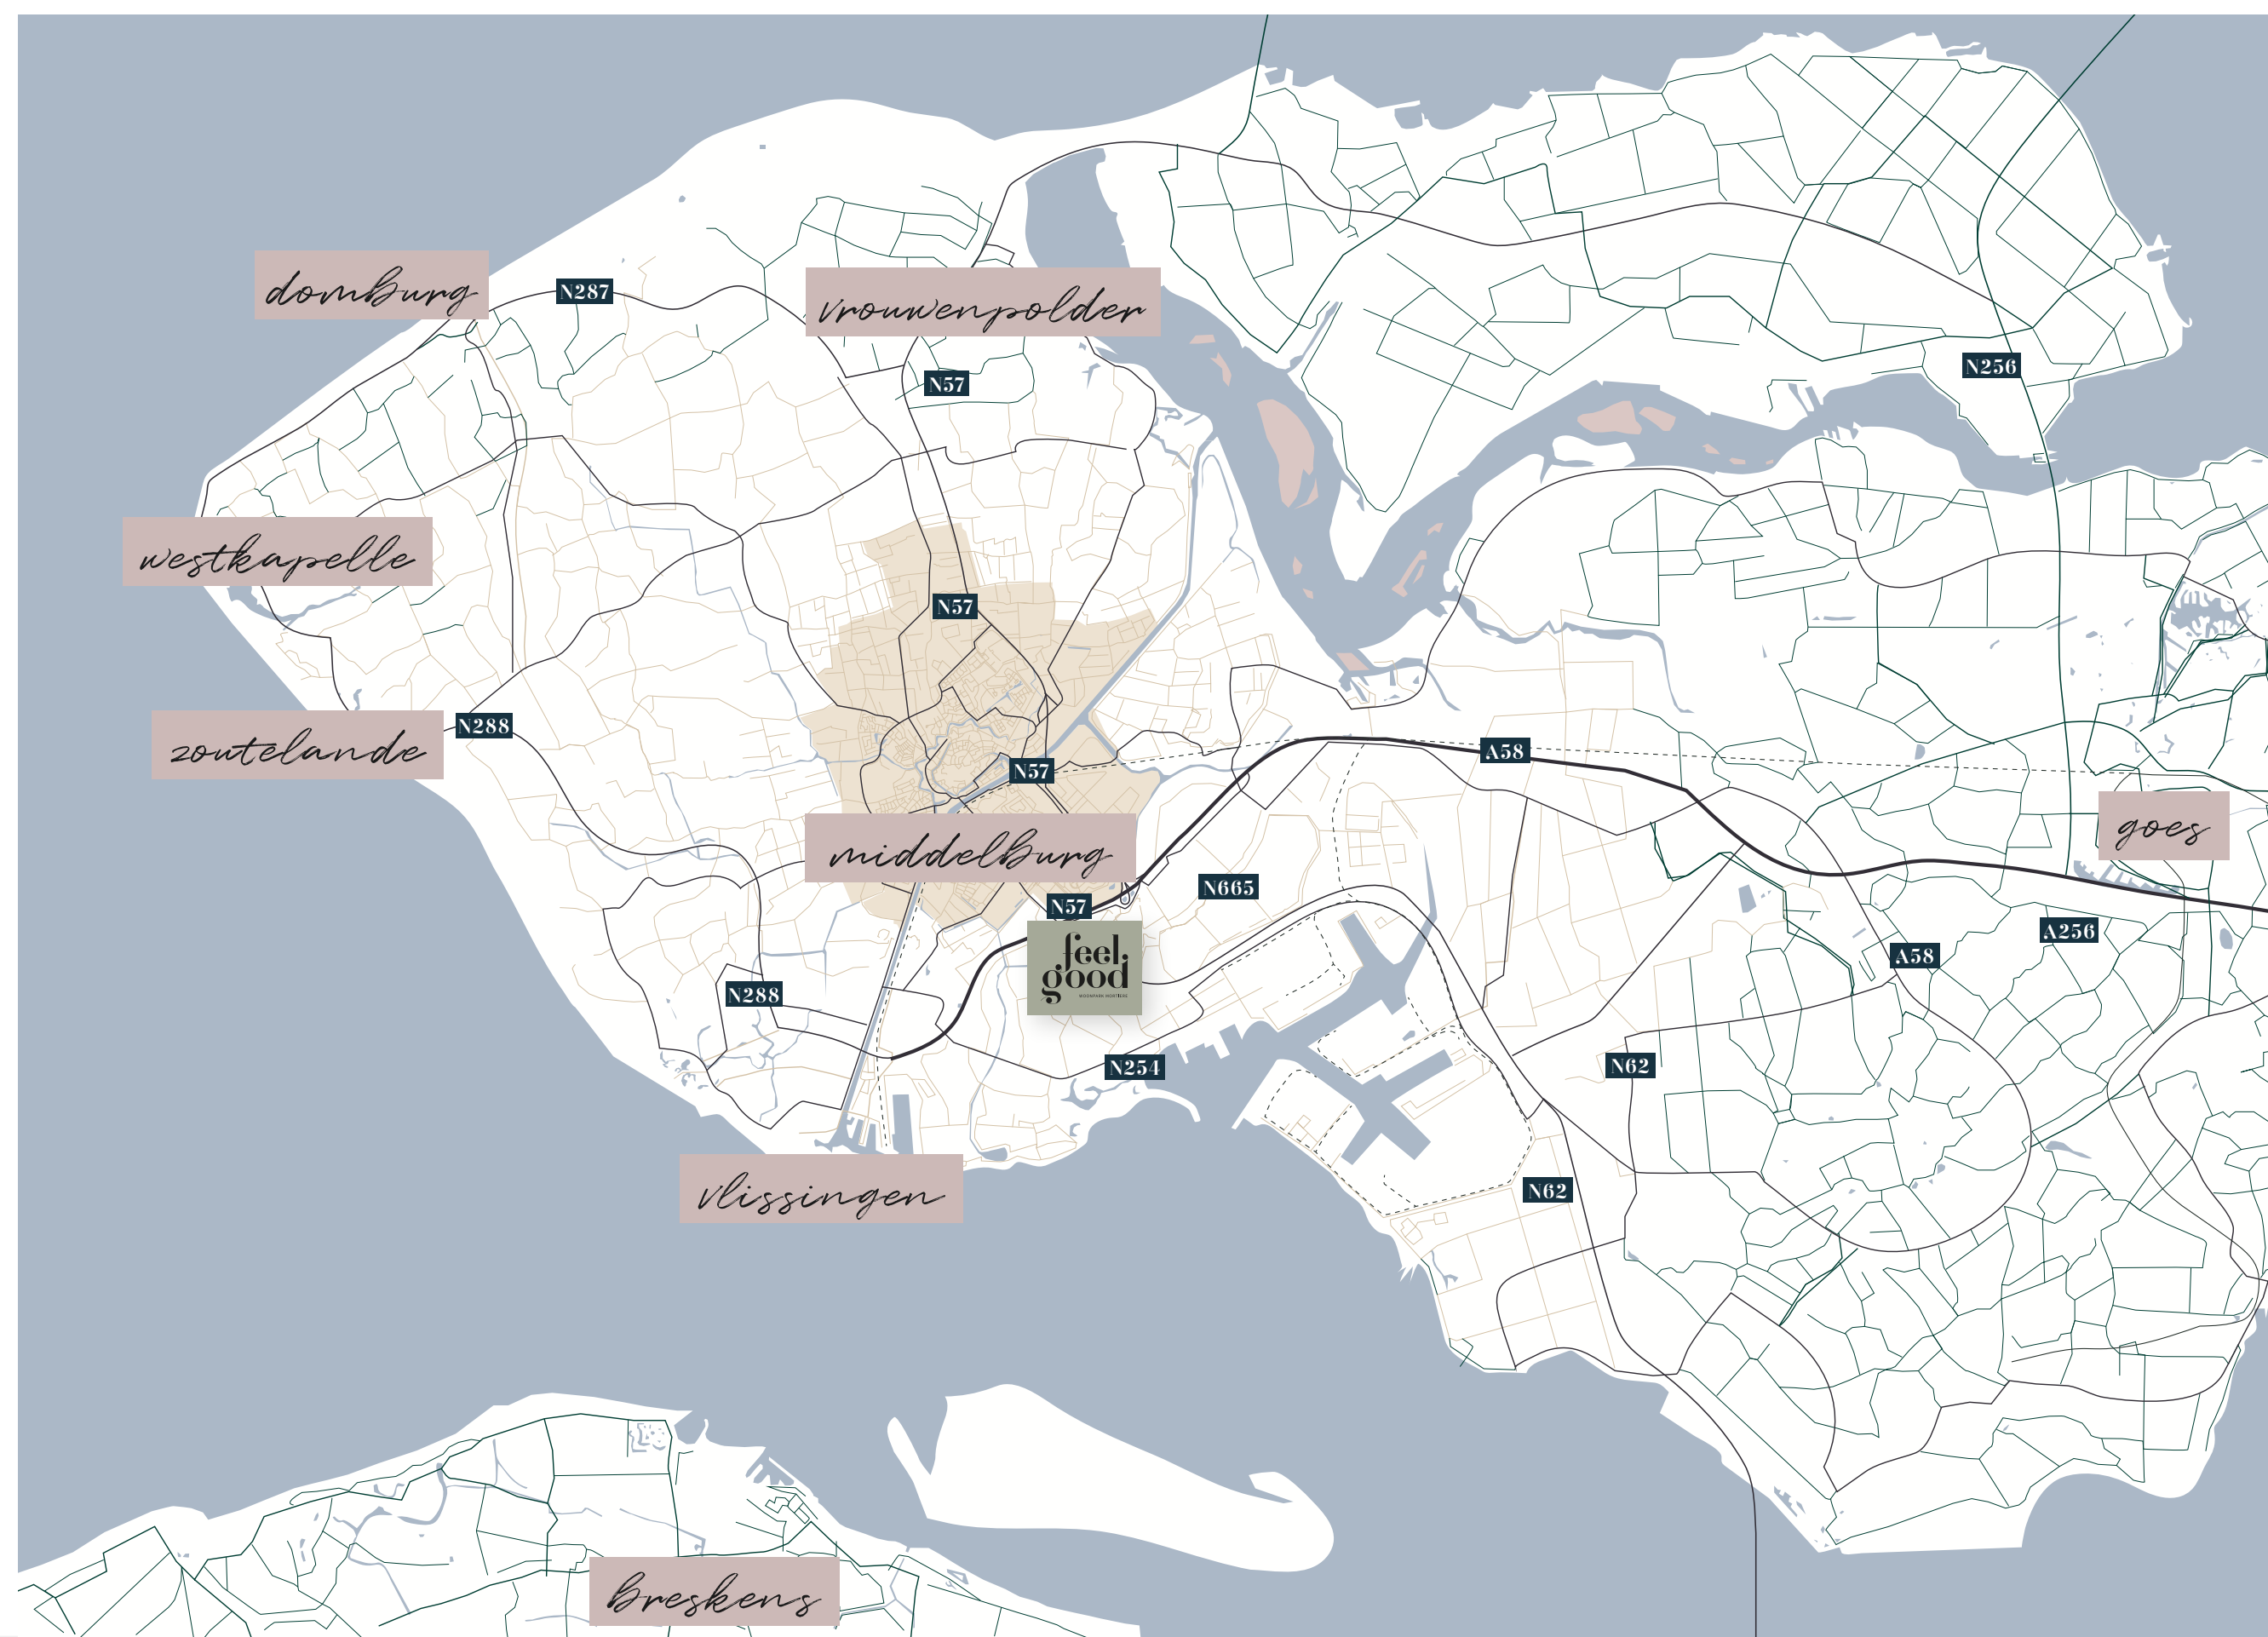 domburg
N287
vrouwenpolder
N256
N57
westkapelle
N57
zoutelande
N288
A58
N57
goes
middelburg
N665
N57
A256
feel
good
A58
N288
N62
N254
N62
vlissingen
Breskens